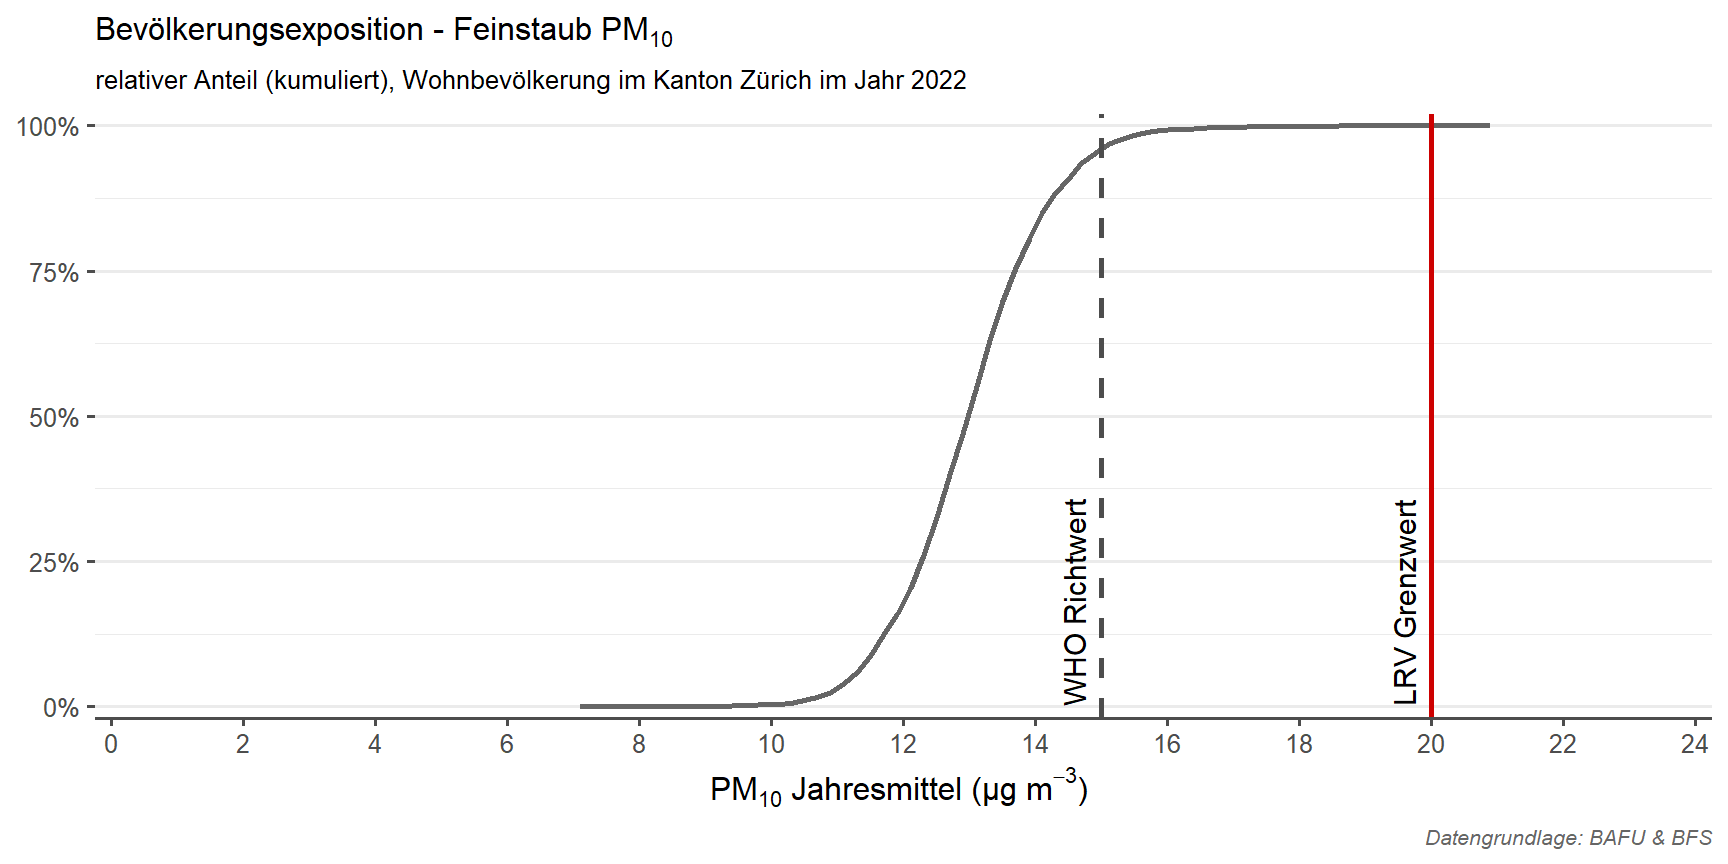 Bevölkerungsexposition - Feinstaub PM₁₀
relativer Anteil (kumuliert), Wohnbevölkerung im Kanton Zürich im Jahr 2022
100%
75%
50%
25%
0%
WHO Richtwert
LRV Grenzwert
0 2 4 6 8 10 12 14 16 18 20 22 24
PM₁₀ Jahresmittel (µg m⁻³)
Datengrundlage: BAFU & BFS